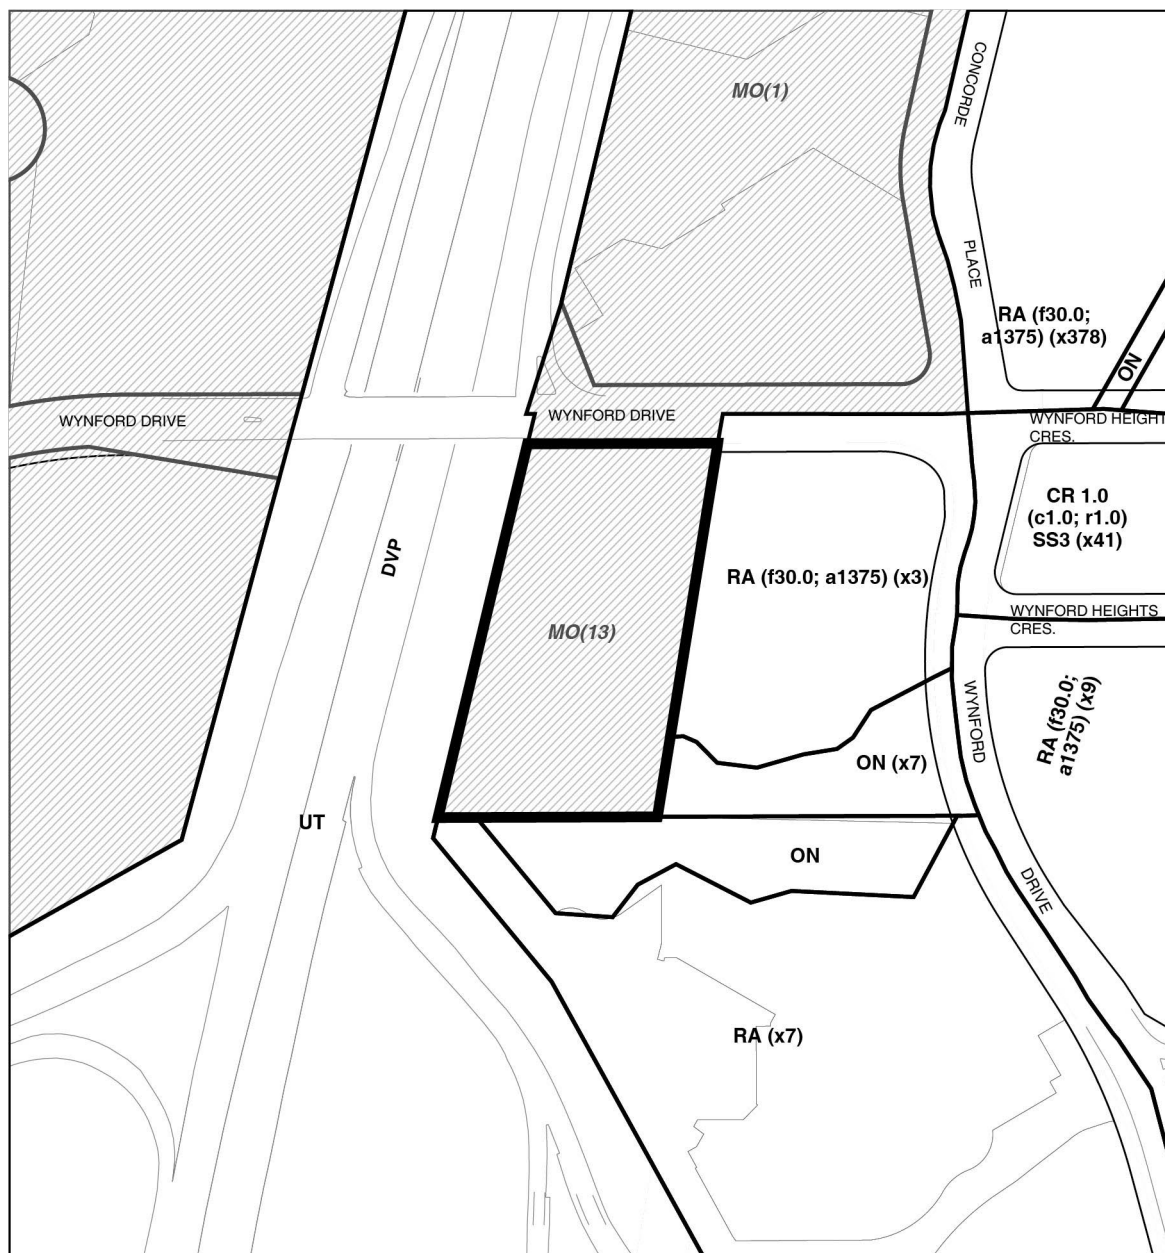 CONCORDE
MO(1)
PLACE
RA (f30.0;
a1375) (x378)
ON
WYNFORD DRIVE
WYNFORD DRIVE
WYNFORD HEIGHT
CRES.
CR 1.0
(c1.0; r1.0)
SS3 (x41)
DVP
RA (f30.0; a1375) (x3)
MO(13)
WYNFORD HEIGHTS
CRES.
WYNFORD
RA (f30.0;
a1375) (x9)
ON (x7)
UT
ON
DRIVE
RA (x7)